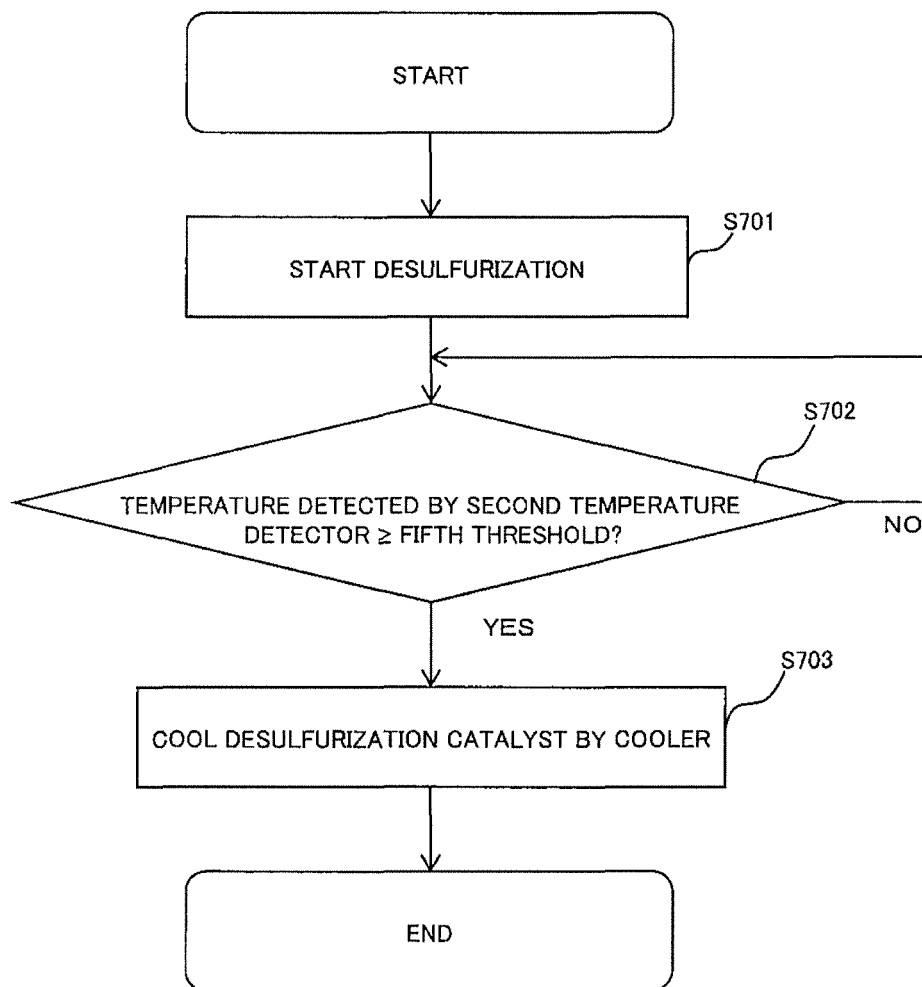 START
S701
START DESULFURIZATION
S702
TEMPERATURE DETECTED BY SECOND TEMPERATURE
DETECTOR ≥ FIFTH THRESHOLD?
NO
YES
S703
COOL DESULFURIZATION CATALYST BY COOLER
END